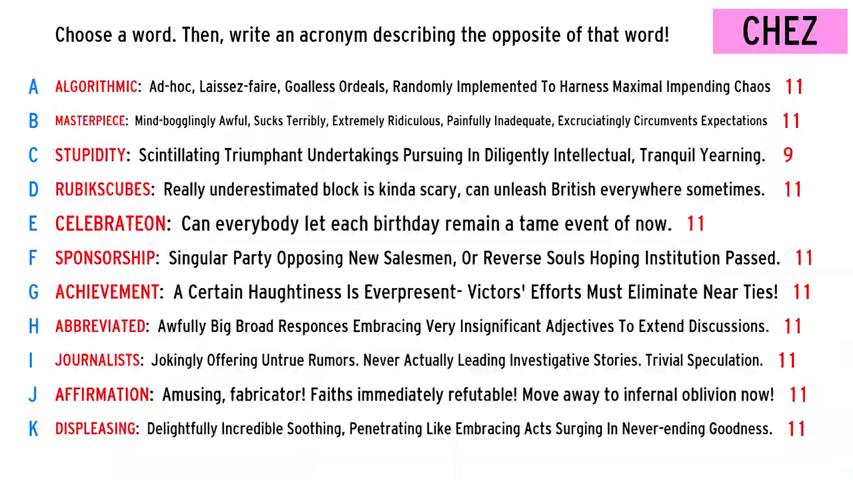 Choose a word. Then, write an acronym describing the opposite of that word!
CHEZ
A ALGORITHMIC: Ad-hoc, Laissez-faire, Goalless Ordeals, Randomly Implemented To Harness Maximal Impending Chaos 11
B MASTERPIECE: Mind-bogglingly Awful, Sucks Terribly, Extremely Ridiculous, Painfully Inadequate, Excruciatingly Circumvents Expectations 11
C STUPIDITY: Scintillating Triumphant Undertakings Pursuing In Diligently Intellectual, Tranquil Yearning. 9
D RUBIKSCUBES: Really underestimated block is kinda scary, can unleash British everywhere sometimes. 11
E CELEBRATEON: Can everybody let each birthday remain a tame event of now. 11
F SPONSORSHIP: Singular Party Opposing New Salesmen, Or Reverse Souls Hoping Institution Passed. 11
G ACHIEVEMENT: A Certain Haughtiness Is Everpresent- Victors' Efforts Must Eliminate Near Ties! 11
H ABBREVIATED: Awfully Big Broad Responces Embracing Very Insignificant Adjectives To Extend Discussions. 11
I JOURNALISTS: Jokingly Offering Untrue Rumors. Never Actually Leading Investigative Stories. Trivial Speculation. 11
J AFFIRMATION: Amusing, fabricator! Faiths immediately refutable! Move away to infernal oblivion now! 11
K DISPLEASING: Delightfully Incredible Soothing, Penetrating Like Embracing Acts Surging In Never-ending Goodness. 11